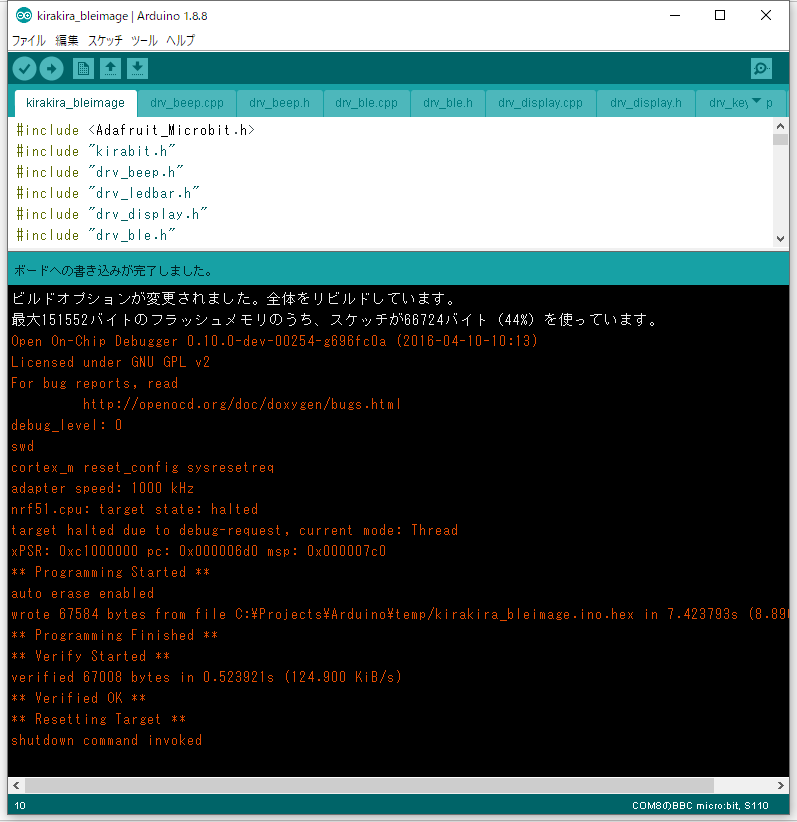 kirakira_bleimage | Arduino 1.8.8
ファイル 編集 スケッチ ツール ヘルプ
kirakira_bleimage drv_beep.cpp drv_beep.h drv_ble.cpp drv_ble.h drv_display.cpp drv_display.h drv_key p
#include <Adafruit_Microbit.h>
#include "kirabit.h"
#include "drv_beep.h"
#include "drv_ledbar.h"
#include "drv_display.h"
#include "drv_ble.h"
ボードへの書き込みが完了しました。
ビルドオプションが変更されました。全体をリビルドしています。
最大151552バイトのフラッシュメモリのうち、スケッチが66724バイト（44%）を使っています。
Open On-Chip Debugger 0.10.0-dev-00254-g696fc0a (2016-04-10-10:13)
Licensed under GNU GPL v2
For bug reports, read
http://openocd.org/doc/doxygen/bugs.html
debug_level: 0
swd
cortex_m reset_config sysresetreq
adapter speed: 1000 kHz
nrf51.cpu: target state: halted
target halted due to debug-request, current mode: Thread
xPSR: 0xc1000000 pc: 0x000006d0 msp: 0x000007c0
** Programming Started **
auto erase enabled
wrote 67584 bytes from file C:¥Projects¥Arduino¥temp/kirakira_bleimage.ino.hex in 7.423793s (8.890
** Programming Finished **
** Verify Started **
verified 67008 bytes in 0.523921s (124.900 KiB/s)
** Verified OK **
** Resetting Target **
shutdown command invoked
10 COM8のBBC micro:bit, S110